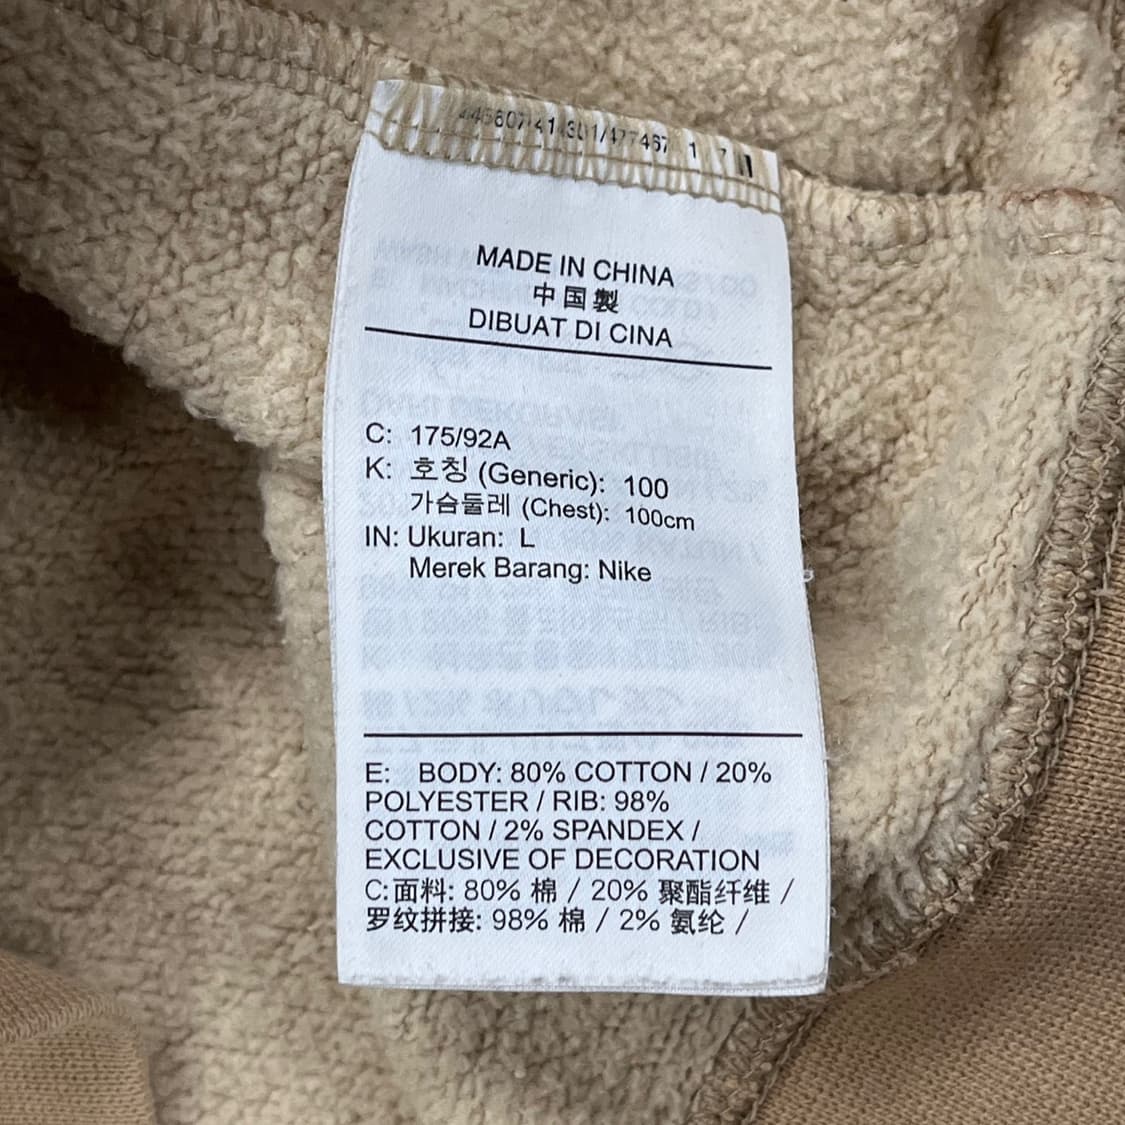 MADE IN CHINA
中国製
DIBUAT DI CINA
C: 175/92A
K: 호칭 (Generic): 100
가슴둘레 (Chest): 100cm
IN: Ukuran: L
Merek Barang: Nike
E: BODY: 80% COTTON / 20%
POLYESTER / RIB: 98%
COTTON / 2% SPANDEX /
EXCLUSIVE OF DECORATION
C: 面料: 80% 棉 / 20% 聚酯纤维 /
罗纹拼接: 98% 棉 / 2% 氨纶 /